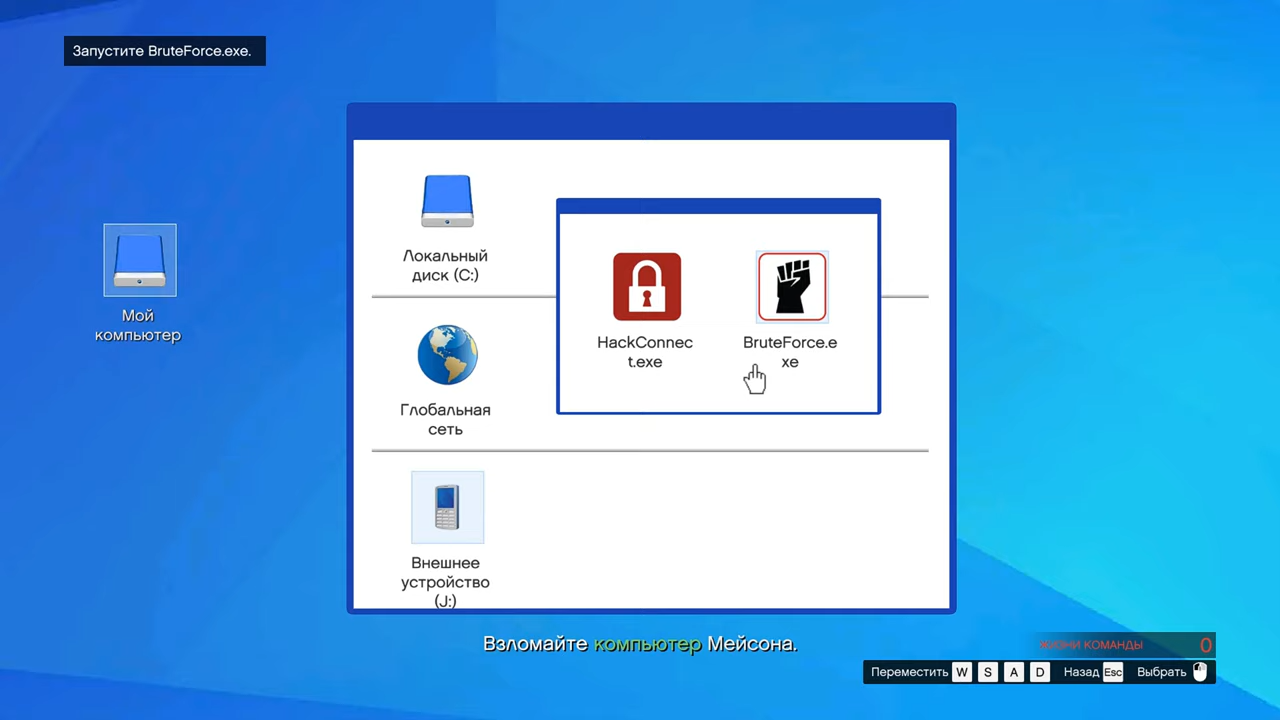 Запустите BruteForce.exe.
Локальный
диск (C:)
HackConnec
t.exe
BruteForce.e
xe
Мой
компьютер
Глобальная
сеть
Внешнее
устройство
(J:)
Взломайте компьютер Мейсона.
ЖИЗНИ КОМАНДЫ 0
Переместить W S A D Назад Esc Выбрать